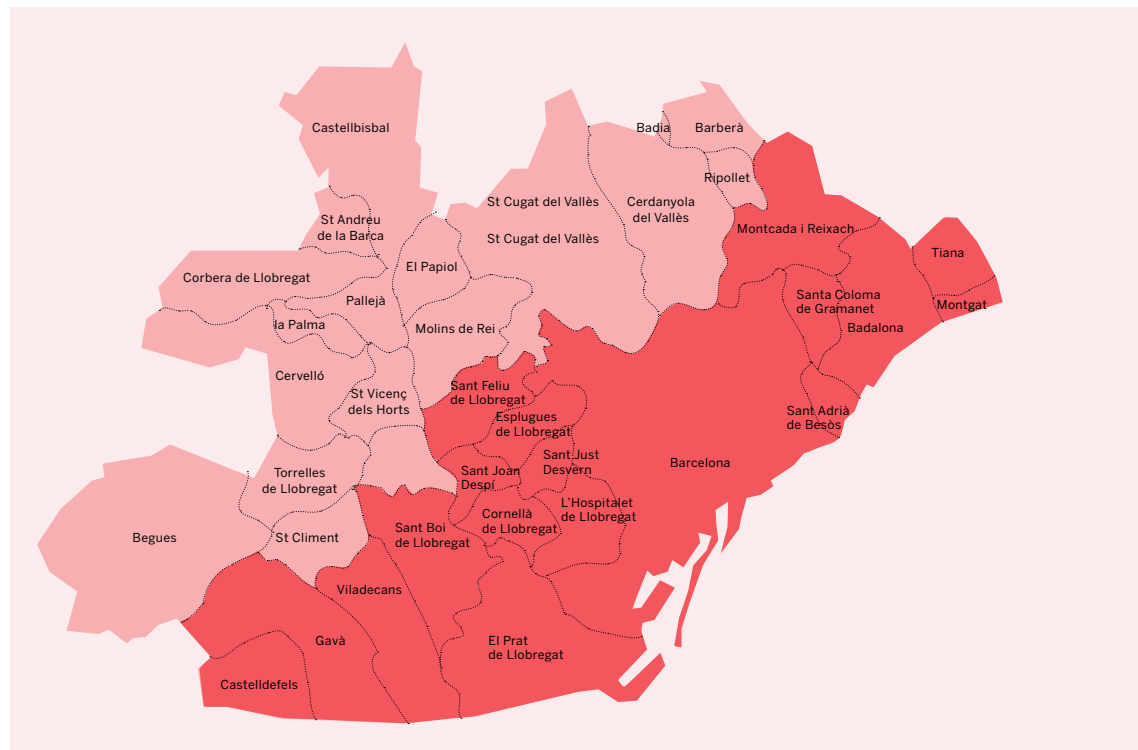 Castellbisbal
Badia
Barberà
Ripollet
St Cugat del Vallès
Cerdanyola
del Vallès
St Andreu
de la Barca
Montcada i Reixach
St Cugat del Vallès
Tiana
El Papiol
Corbera de Llobregat
Pallejà
Santa Coloma
de Gramanet
Montgat
la Palma
Molins de Rei
Badalona
Cervelló
Sant Feliu
de Llobregat
St Vicenç
dels Horts
Esplugues
de Llobregat
Sant Adrià
de Besòs
Sant Just
Desvern
Barcelona
Torrelles
de Llobregat
Sant Joan
Despí
L'Hospitalet
de Llobregat
Cornellà
de Llobregat
Sant Boi
de Llobregat
Begues
St Climent
Viladecans
Gavà
El Prat
de Llobregat
Castelldefels